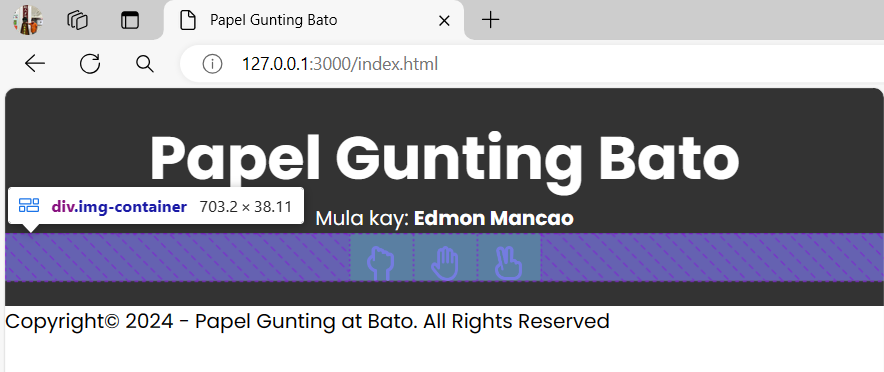 Papel Gunting Bato
127.0.0.1:3000/index.html
Papel Gunting Bato
div.img-container 703.2 × 38.11
Mula kay: Edmon Mancao
Copyright© 2024 - Papel Gunting at Bato. All Rights Reserved